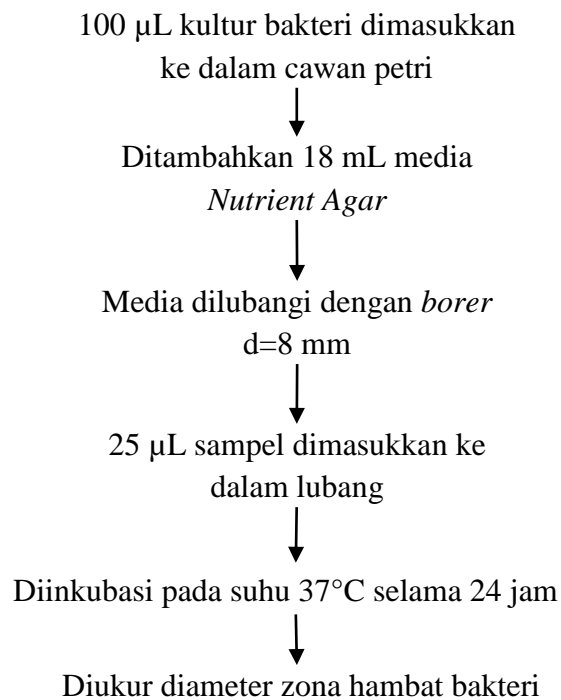 100 µL kultur bakteri dimasukkan
ke dalam cawan petri
Ditambahkan 18 mL media
Nutrient Agar
Media dilubangi dengan borer
d=8 mm
25 µL sampel dimasukkan ke
dalam lubang
Diinkubasi pada suhu 37°C selama 24 jam
Diukur diameter zona hambat bakteri